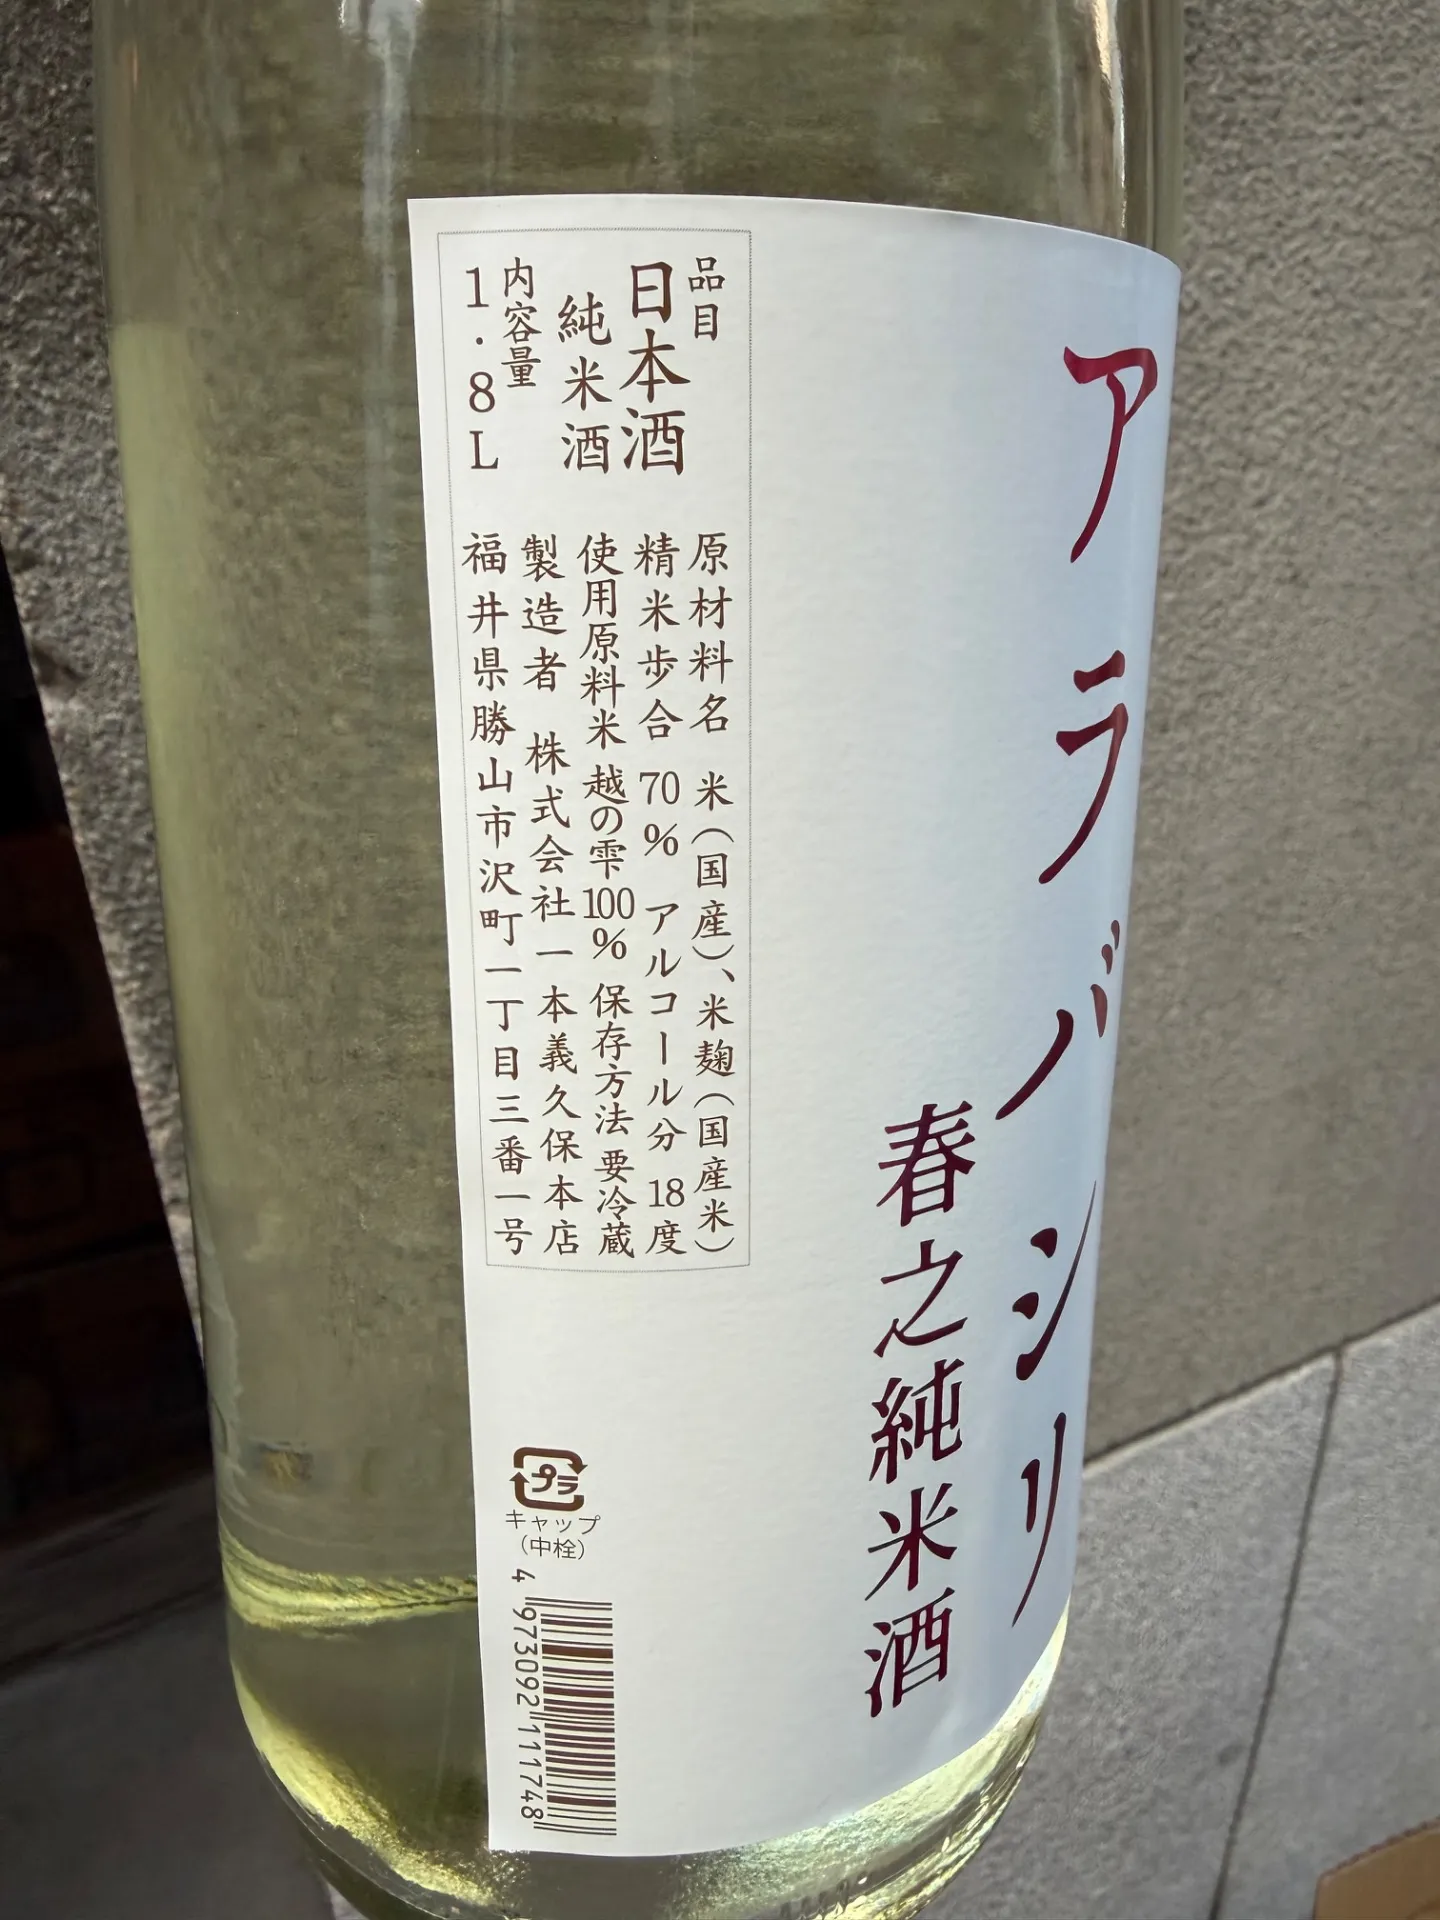 アラバシリ
春之純米酒
品目
日本酒
純米酒
内容量
1.8L
原材料名 米(国産)、米麹(国産米)
精米歩合 70% アルコール分 18度
使用原料米 越の雫 100% 保存方法 要冷蔵
製造者 株式会社一本義久保本店
福井県勝山市沢町一丁目三番一号
プラ
キャップ
(中栓)
4 973092 111748